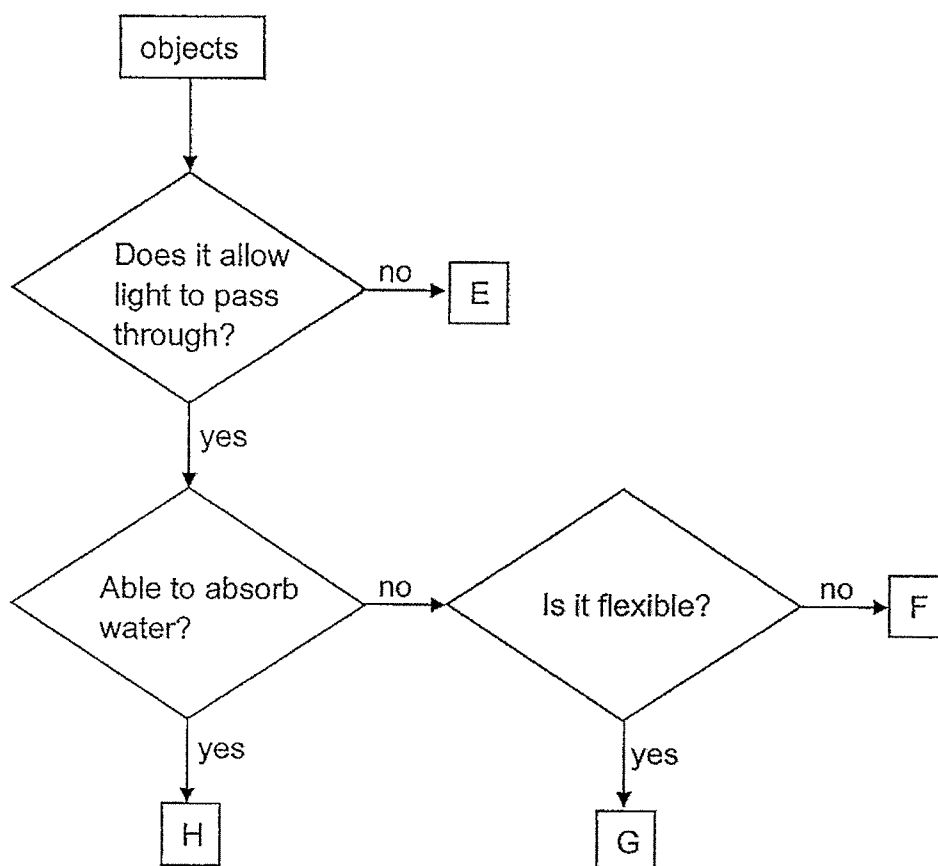 objects
Does it allow
light to pass
through?
no
E
yes
Able to absorb
water?
no
Is it flexible?
no
F
yes
H
yes
G